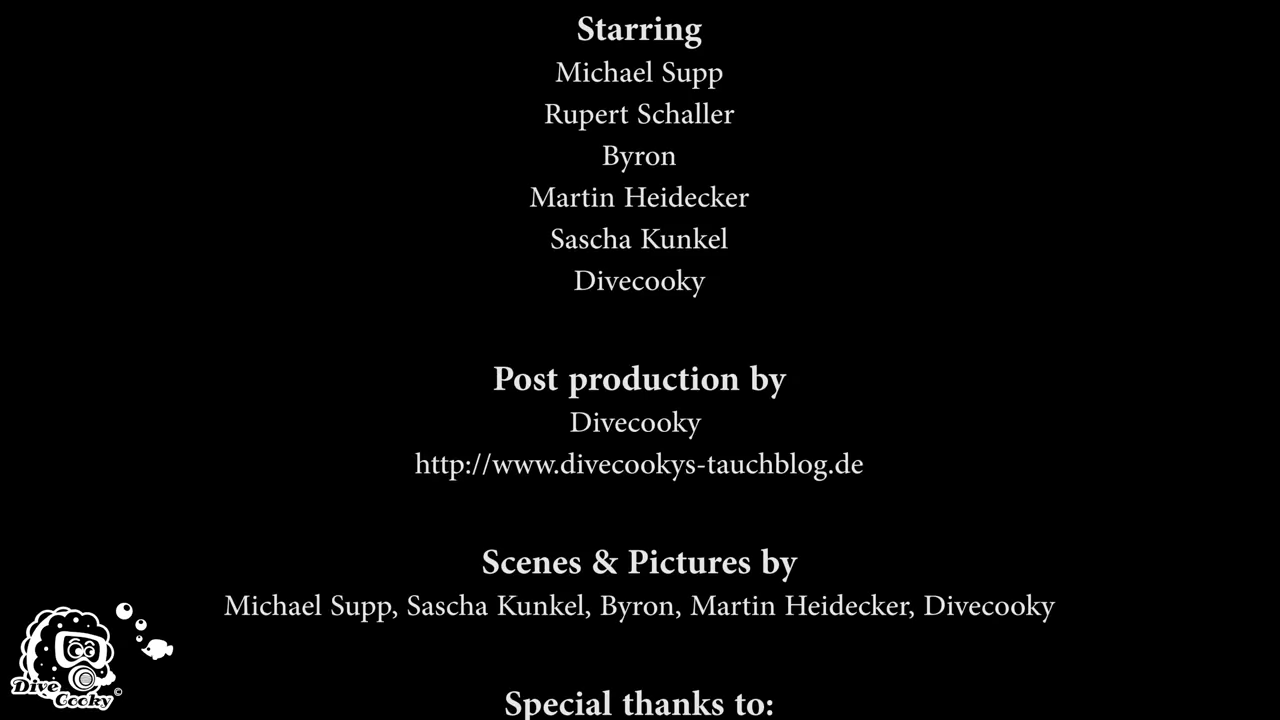 Starring
Michael Supp
Rupert Schaller
Byron
Martin Heidecker
Sascha Kunkel
Divecooky
Post production by
Divecooky
http://www.divecookys-tauchblog.de
Scenes & Pictures by
Michael Supp, Sascha Kunkel, Byron, Martin Heidecker, Divecooky
Dive
Cooky ©
Special thanks to: